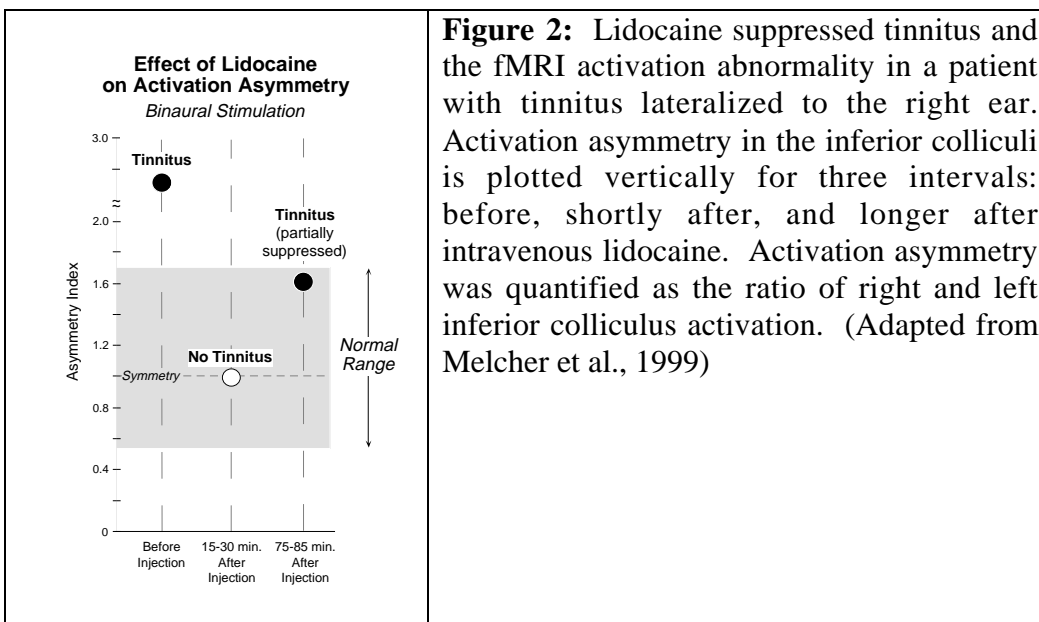 Effect of Lidocaine
on Activation Asymmetry
Binaural Stimulation
3.0
Tinnitus
≈
2.0
Tinnitus
(partially
suppressed)
1.6
Asymmetry Index
1.2
No Tinnitus
Normal
Range
Symmetry
0.8
0.4
0
Before
Injection
15-30 min.
After
Injection
75-85 min.
After
Injection
Figure 2: Lidocaine suppressed tinnitus and
the fMRI activation abnormality in a patient
with tinnitus lateralized to the right ear.
Activation asymmetry in the inferior colliculi
is plotted vertically for three intervals:
before, shortly after, and longer after
intravenous lidocaine. Activation asymmetry
was quantified as the ratio of right and left
inferior colliculus activation. (Adapted from
Melcher et al., 1999)